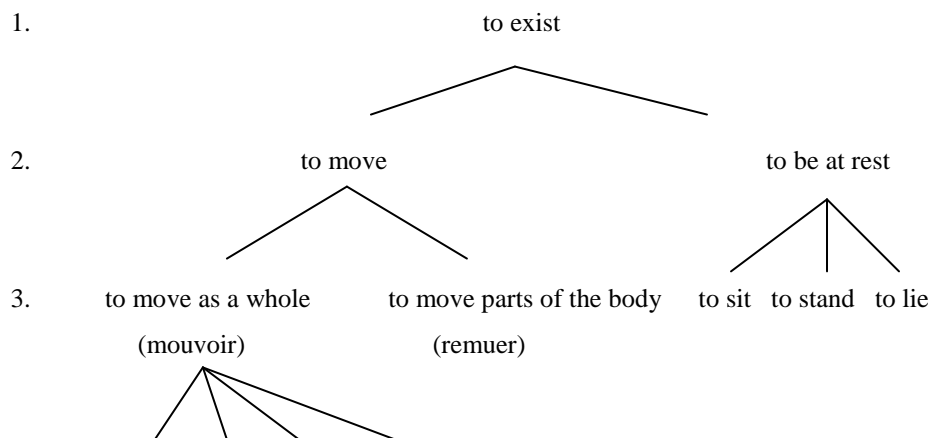 1. to exist
2. to move to be at rest
3. to move as a whole to move parts of the body to sit to stand to lie
(mouvoir) (remuer)